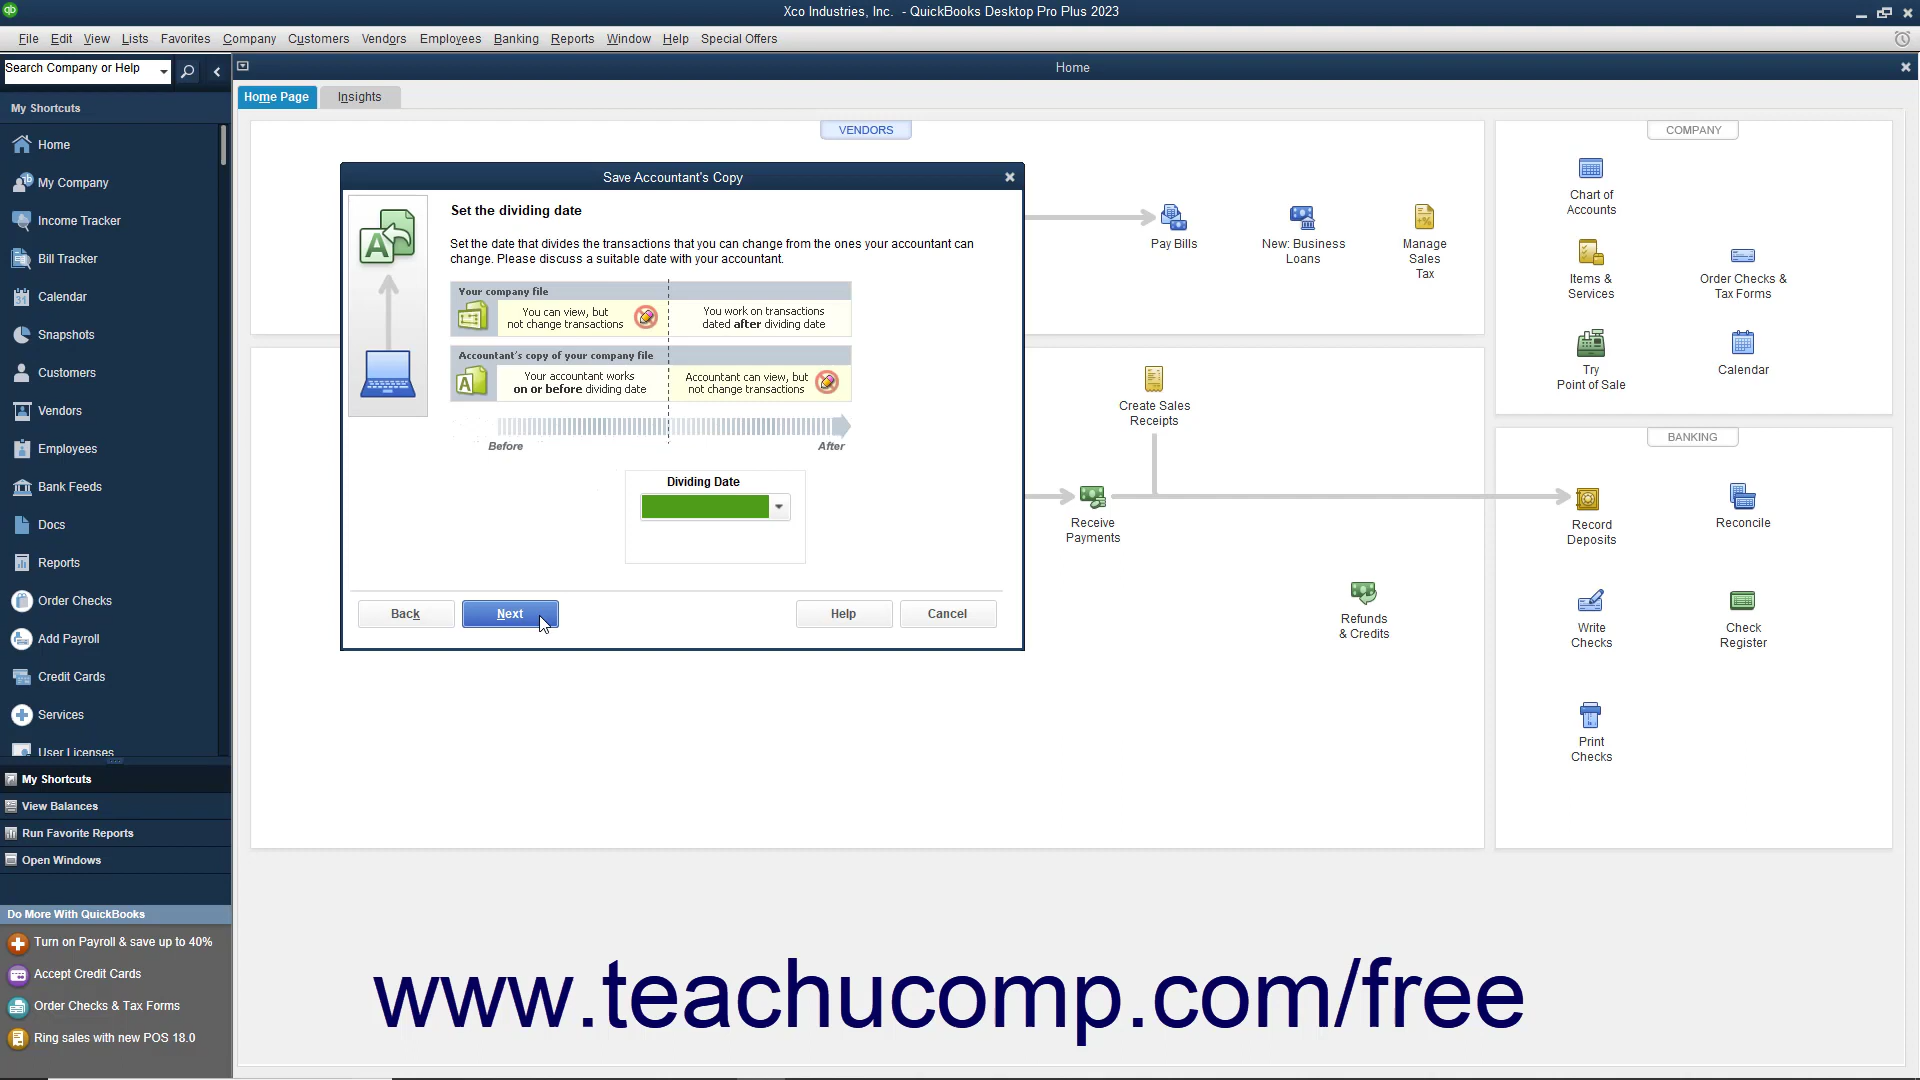 Xco Industries, Inc. - QuickBooks Desktop Pro Plus 2023
File Edit View Lists Favorites Company Customers Vendors Employees Banking Reports Window Help Special Offers
Search Company or Help
Home
Home Page
Insights
My Shortcuts
Home
My Company
Income Tracker
Bill Tracker
Calendar
Snapshots
Customers
Vendors
Employees
Bank Feeds
Docs
Reports
Order Checks
Add Payroll
Credit Cards
Services
User Licenses
My Shortcuts
View Balances
Run Favorite Reports
Open Windows
Do More With QuickBooks
Turn on Payroll & save up to 40%
Accept Credit Cards
Order Checks & Tax Forms
Ring sales with new POS 18.0
VENDORS
Save Accountant's Copy
Set the dividing date
Set the date that divides the transactions that you can change from the ones your accountant can
change. Please discuss a suitable date with your accountant.
Your company file
You can view, but
not change transactions
You work on transactions
dated after dividing date
Accountant's copy of your company file
Your accountant works
on or before dividing date
Accountant can view, but
not change transactions
Before
After
Dividing Date
Back
Next
Help
Cancel
Pay Bills
New: Business
Loans
Manage
Sales
Tax
Create Sales
Receipts
Receive
Payments
Refunds
& Credits
COMPANY
Chart of
Accounts
Items &
Services
Order Checks &
Tax Forms
Try
Point of Sale
Calendar
BANKING
Record
Deposits
Reconcile
Write
Checks
Check
Register
Print
Checks
www.teachucomp.com/free